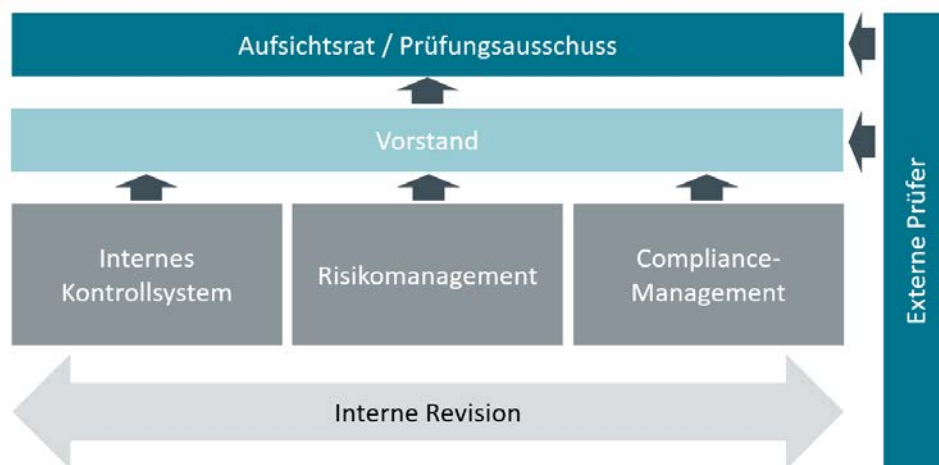 Aufsichtsrat / Prüfungsausschuss
Vorstand
Internes
Kontrollsystem
Risikomanagement
Compliance-
Management
Interne Revision
Externe Prüfer